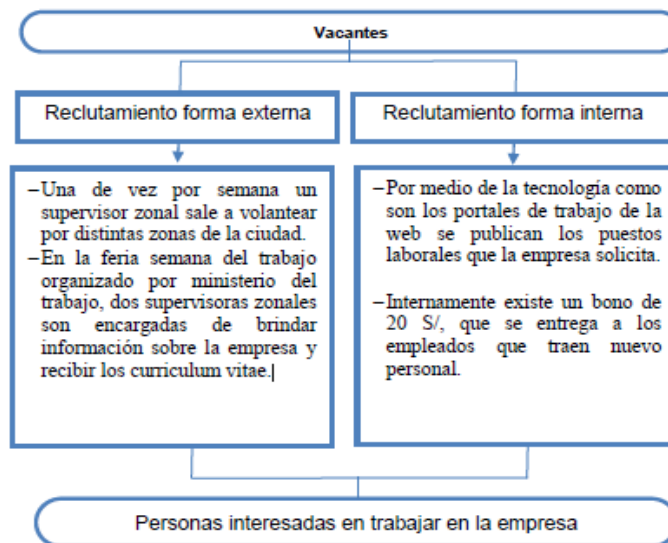 Vacantes
Reclutamiento forma externa
Reclutamiento forma interna
–Una de vez por semana un
supervisor zonal sale a volantear
por distintas zonas de la ciudad.
–En la feria semana del trabajo
organizado por ministerio del
trabajo, dos supervisoras zonales
son encargadas de brindar
información sobre la empresa y
recibir los curriculum vitae.
–Por medio de la tecnología como
son los portales de trabajo de la
web se publican los puestos
laborales que la empresa solicita.
–Internamente existe un bono de
20 S/, que se entrega a los
empleados que traen nuevo
personal.
Personas interesadas en trabajar en la empresa